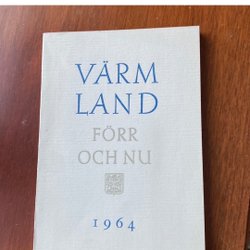 VÄRM
LAND
FÖRR
OCH NU
1964